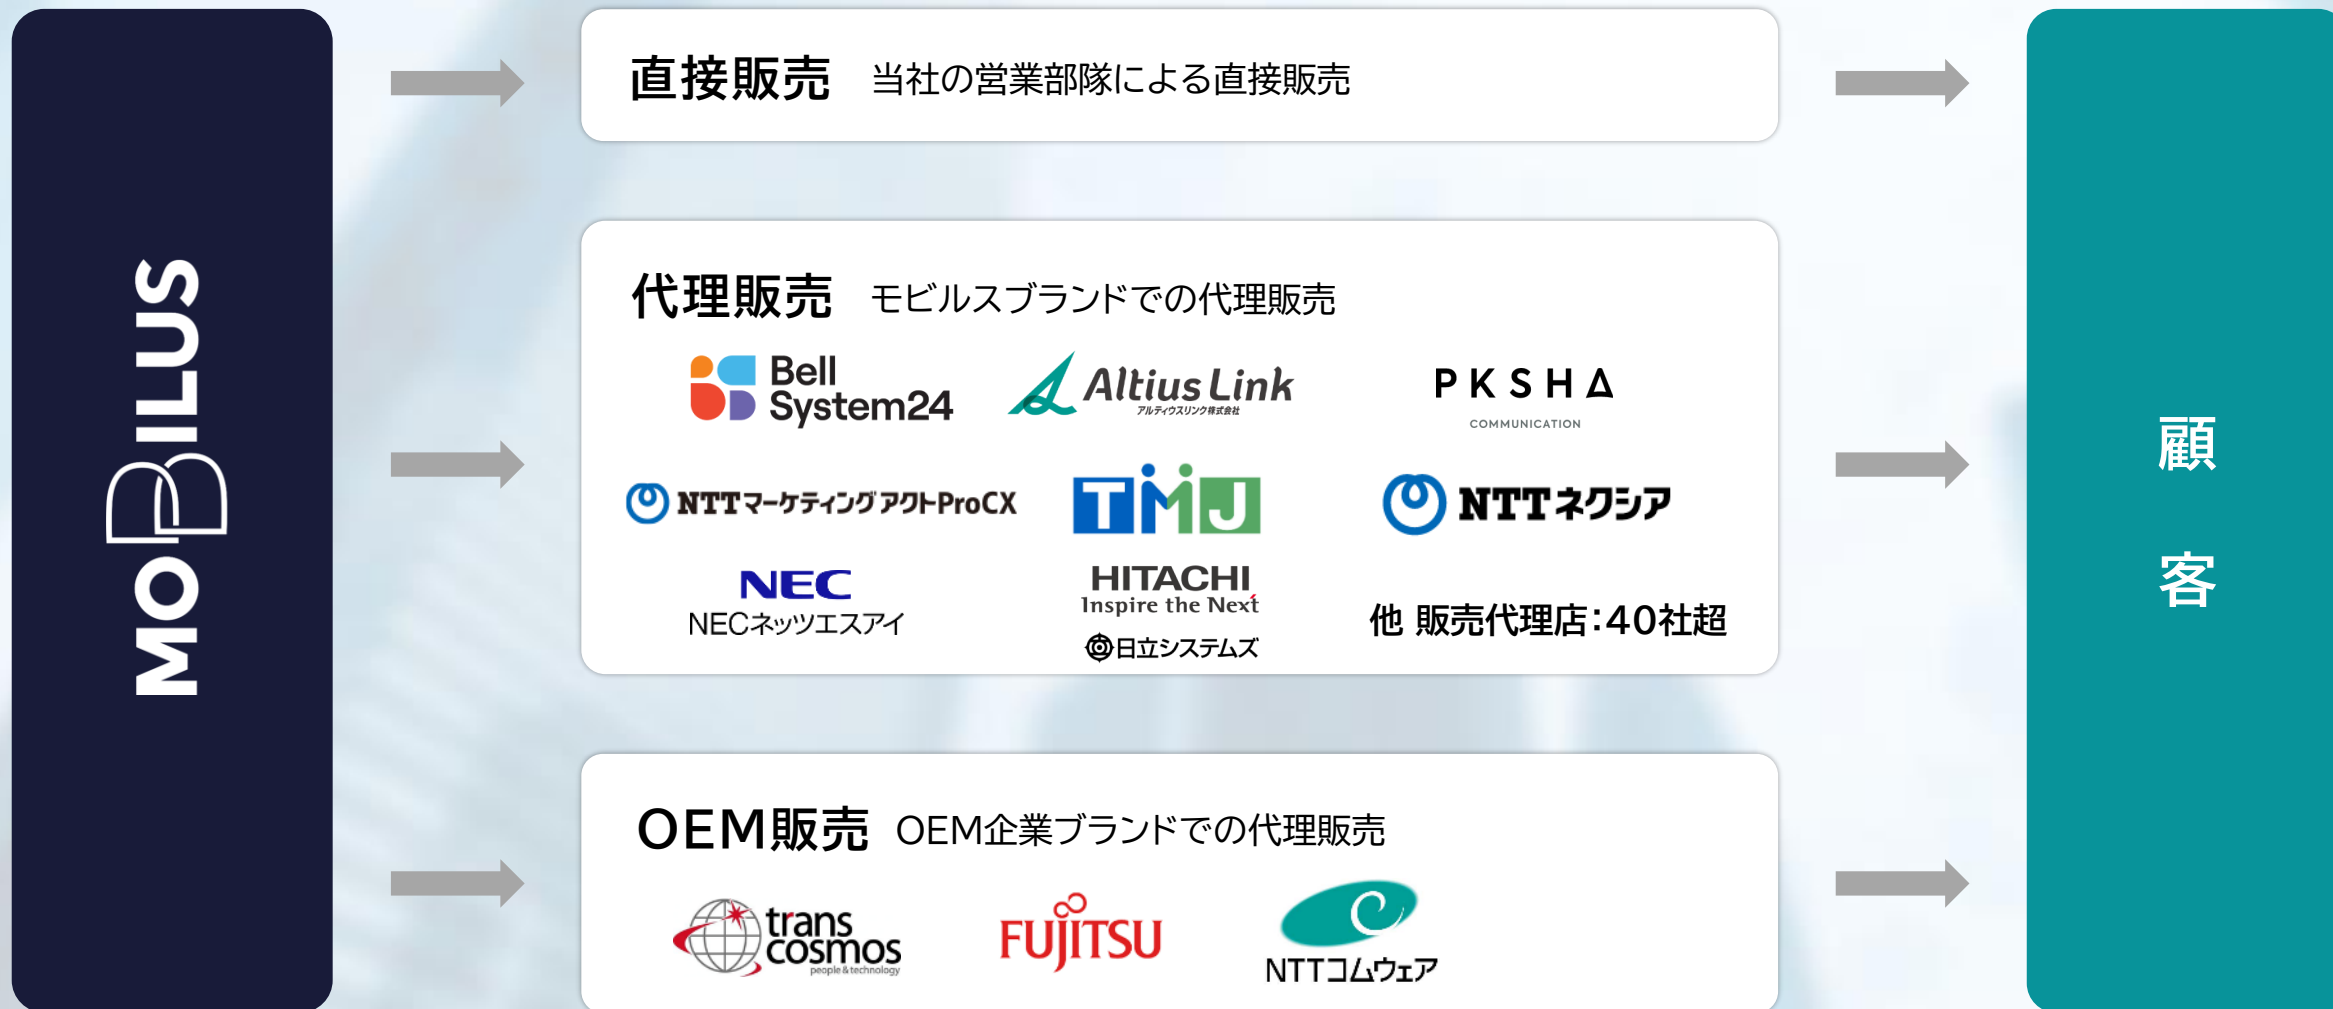 MOBILUS
直接販売 当社の営業部隊による直接販売
代理販売 モビルスブランドでの代理販売
Bell
System24
Altius Link
アルティウスリンク株式会社
PKSHA
COMMUNICATION
NTTマーケティングアクトProCX
TMJ
NTTネクシア
NEC
NECネッツエスアイ
HITACHI
Inspire the Next
日立システムズ
他 販売代理店：40社超
OEM販売 OEM企業ブランドでの代理販売
trans
cosmos
people & technology
FUJITSU
NTTコムウェア
顧
客